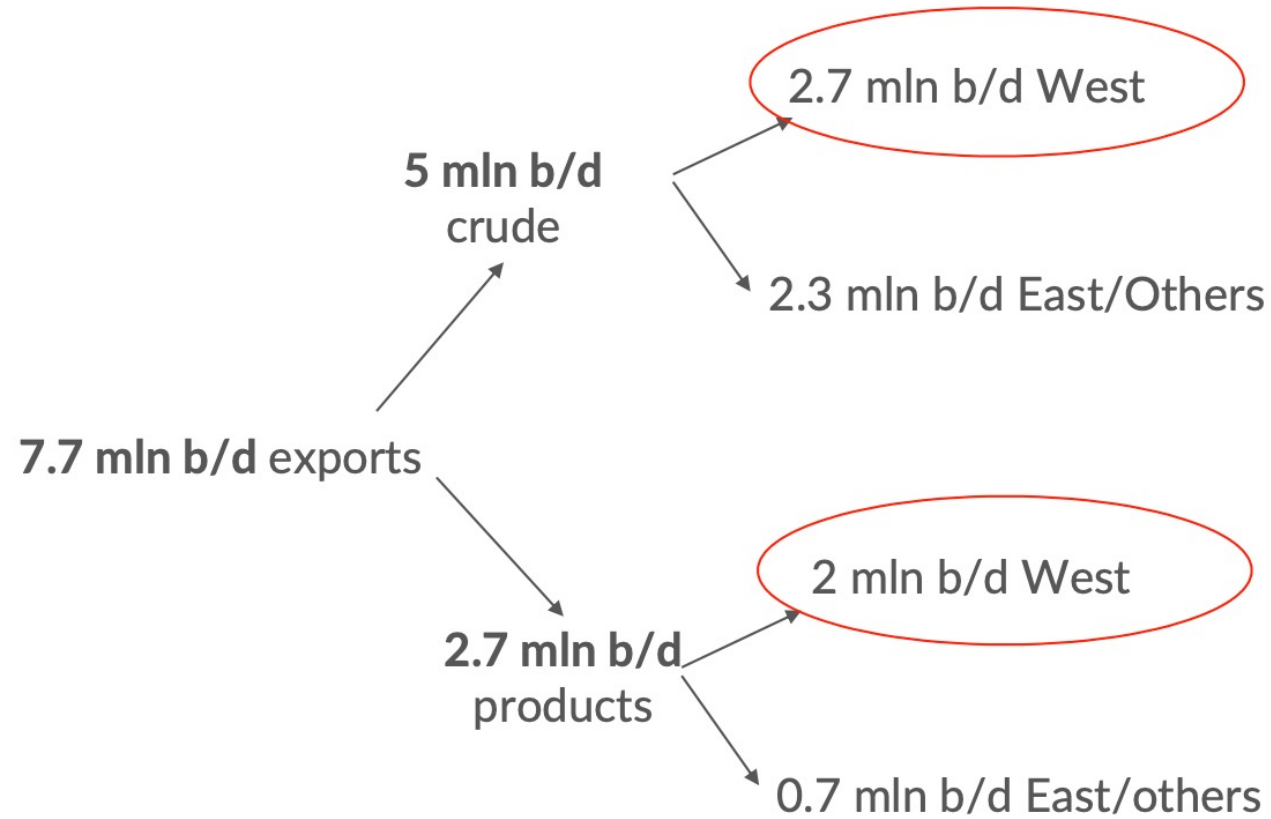 2.7 mln b/d West
5 mln b/d
crude
2.3 mln b/d East/Others
7.7 mln b/d exports
2 mln b/d West
2.7 mln b/d
products
0.7 mln b/d East/others